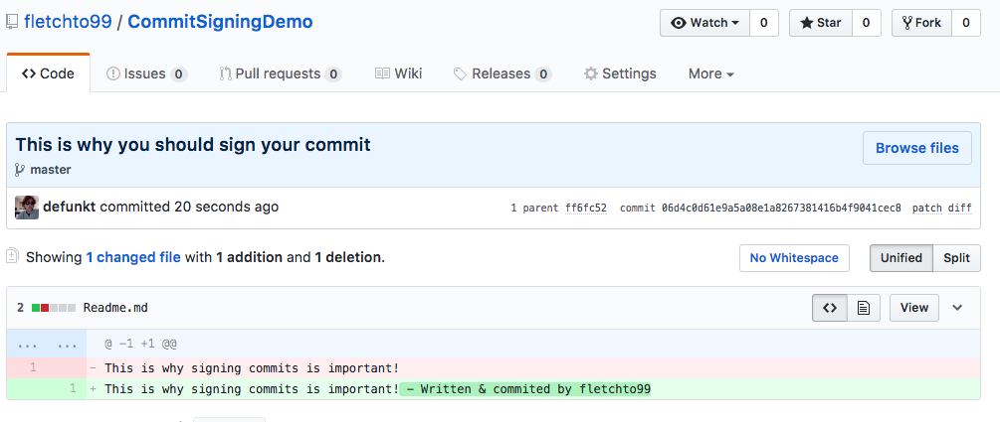 fletchto99 / CommitSigningDemo Watch 0 Star 0 Fork 0
Code Issues 0 Pull requests 0 Wiki Releases 0 Settings More
This is why you should sign your commit Browse files
master
defunkt committed 20 seconds ago 1 parent ff6fc52 commit 06d4c0d61e9a5a08e1a8267381416b4f9041cec8 patch diff
Showing 1 changed file with 1 addition and 1 deletion. No Whitespace Unified Split
2 Readme.md <> View
... ... @ -1 +1 @@
1 - This is why signing commits is important!
1 + This is why signing commits is important! - Written & commited by fletchto99